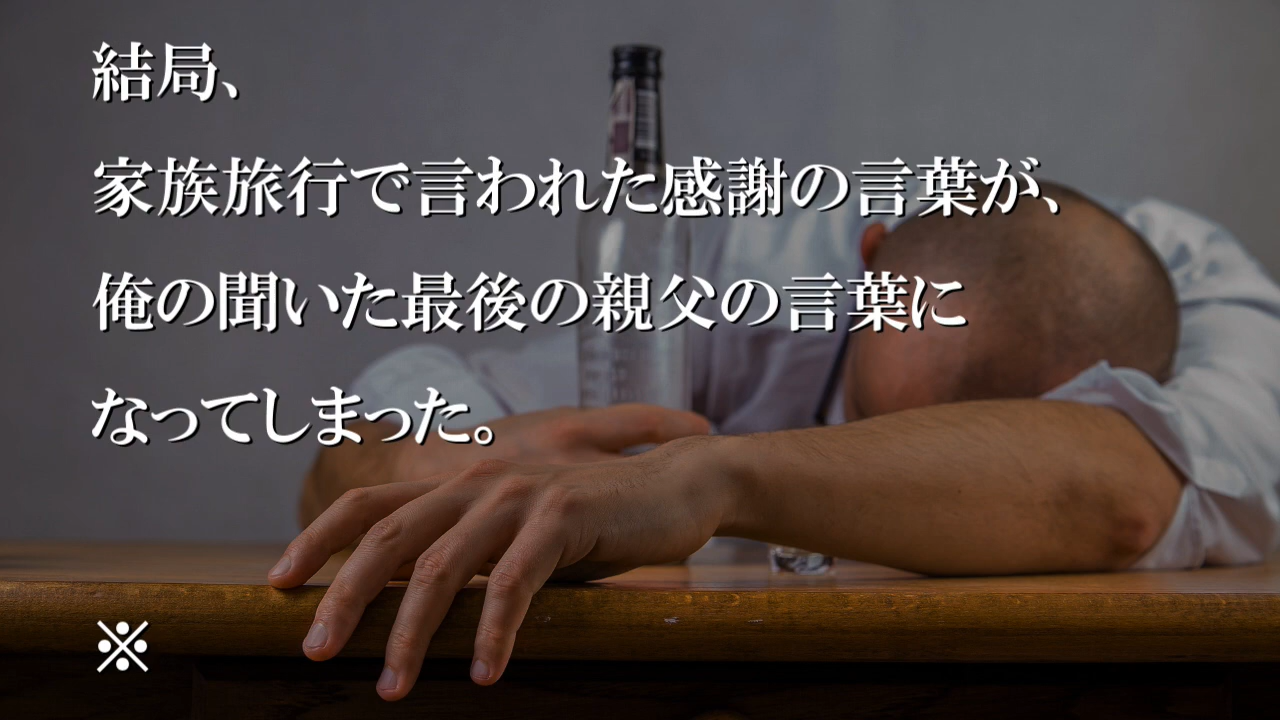 結局、
家族旅行で言われた感謝の言葉が、
俺の聞いた最後の親父の言葉に
なってしまった。
※